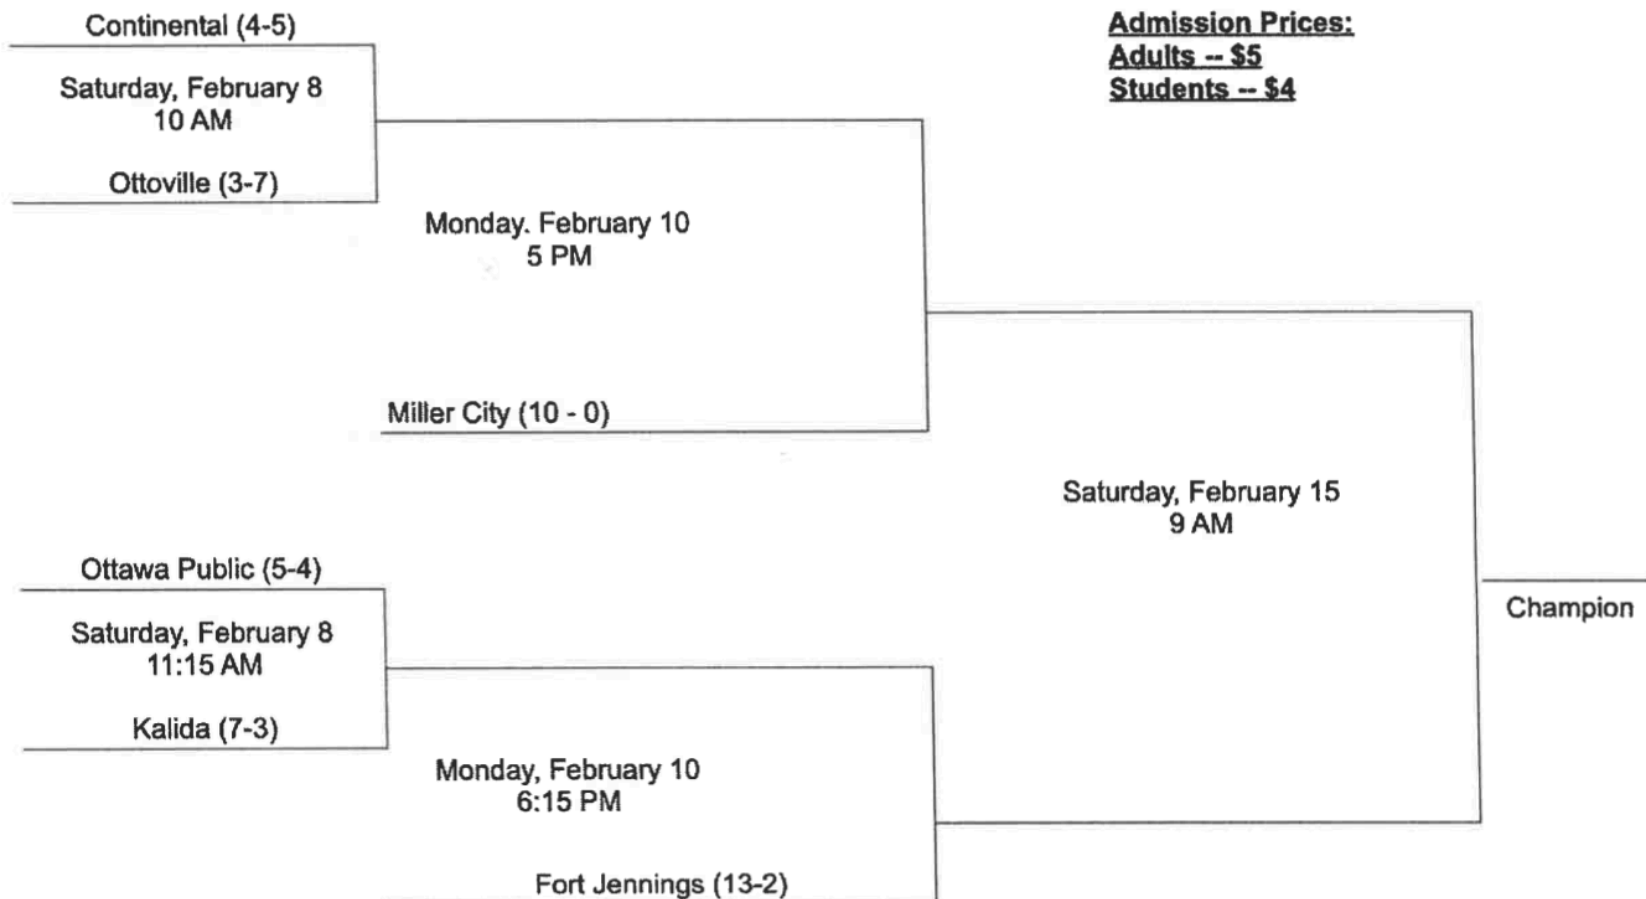 Continental (4-5)
Saturday, February 8
10 AM
Ottoville (3-7)
Admission Prices:
Adults -- $5
Students -- $4
Monday. February 10
5 PM
Miller City (10 - 0)
Saturday, February 15
9 AM
Champion
Ottawa Public (5-4)
Saturday, February 8
11:15 AM
Kalida (7-3)
Monday, February 10
6:15 PM
Fort Jennings (13-2)